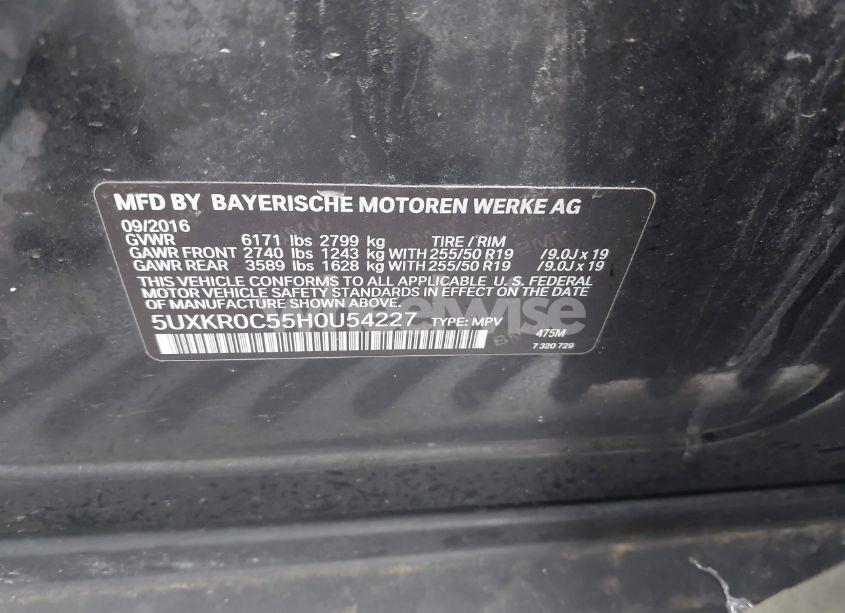 MFD BY BAYERISCHE MOTOREN WERKE AG
09/2016
GVWR 6171 lbs 2799 kg TIRE / RIM
GAWR FRONT 2740 lbs 1243 kg WITH 255/50 R19 /9.0J x 19
GAWR REAR 3589 lbs 1628 kg WITH 255/50 R19 /9.0J x 19
THIS VEHICLE CONFORMS TO ALL APPLICABLE U. S. FEDERAL
MOTOR VEHICLE SAFETY STANDARDS IN EFFECT ON THE DATE
OF MANUFACTURE SHOWN ABOVE.
5UXKR0C55H0U54227 TYPE: MPV
475M
7 320 729